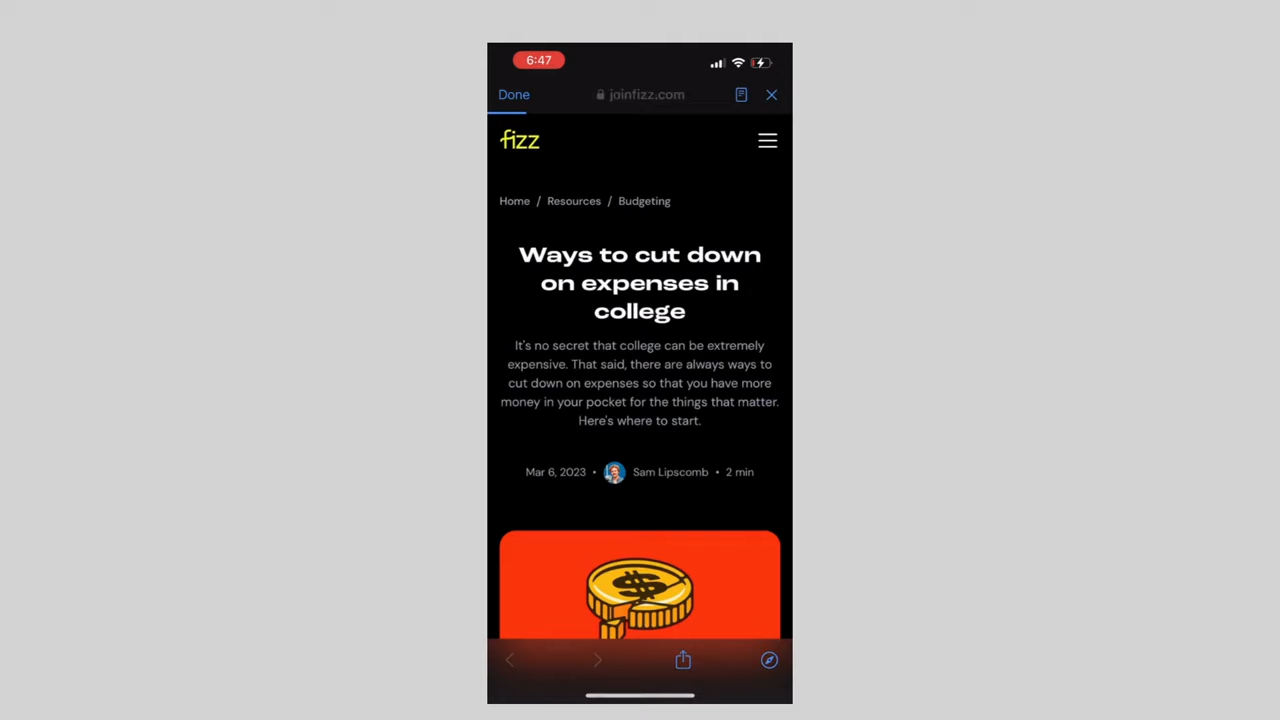 6:47
Done
joinfizz.com
fizz
Home / Resources / Budgeting
Ways to cut down
on expenses in
college
It's no secret that college can be extremely
expensive. That said, there are always ways to
cut down on expenses so that you have more
money in your pocket for the things that matter.
Here's where to start.
Mar 6, 2023 • Sam Lipscomb • 2 min
$